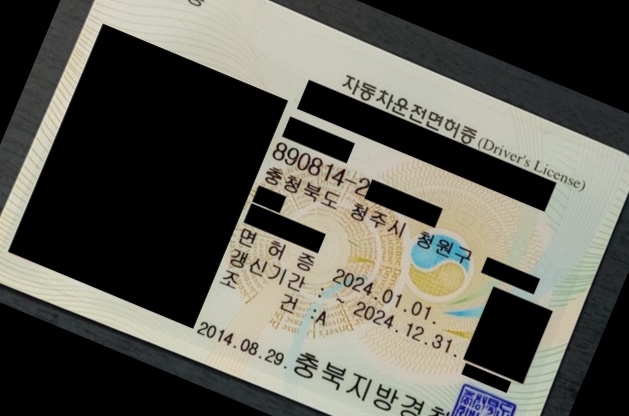 자동차운전면허증 (Driver's License)
890814-2
충청북도 청주시 청원구
면 허 증
갱신기간 : 2024.01.01.
~ 2024.12.31.
조 건 :A
2014.08.29. 충북지방경